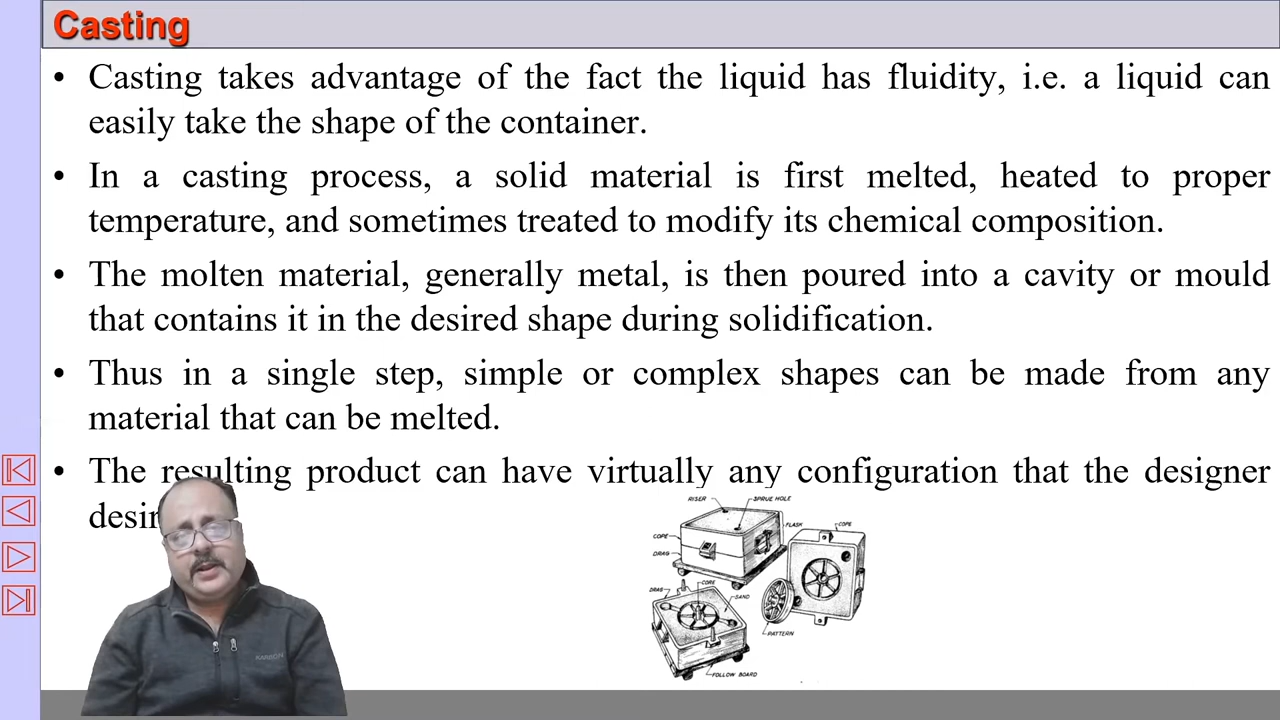 Casting
• Casting takes advantage of the fact the liquid has fluidity, i.e. a liquid can
easily take the shape of the container.
• In a casting process, a solid material is first melted, heated to proper
temperature, and sometimes treated to modify its chemical composition.
• The molten material, generally metal, is then poured into a cavity or mould
that contains it in the desired shape during solidification.
• Thus in a single step, simple or complex shapes can be made from any
material that can be melted.
• The resulting product can have virtually any configuration that the designer
RISER
SPRUE HOLE
FLASK
COPE
COPE
DRAG
DRAG
CORE
SAND
PATTERN
FOLLOW BOARD